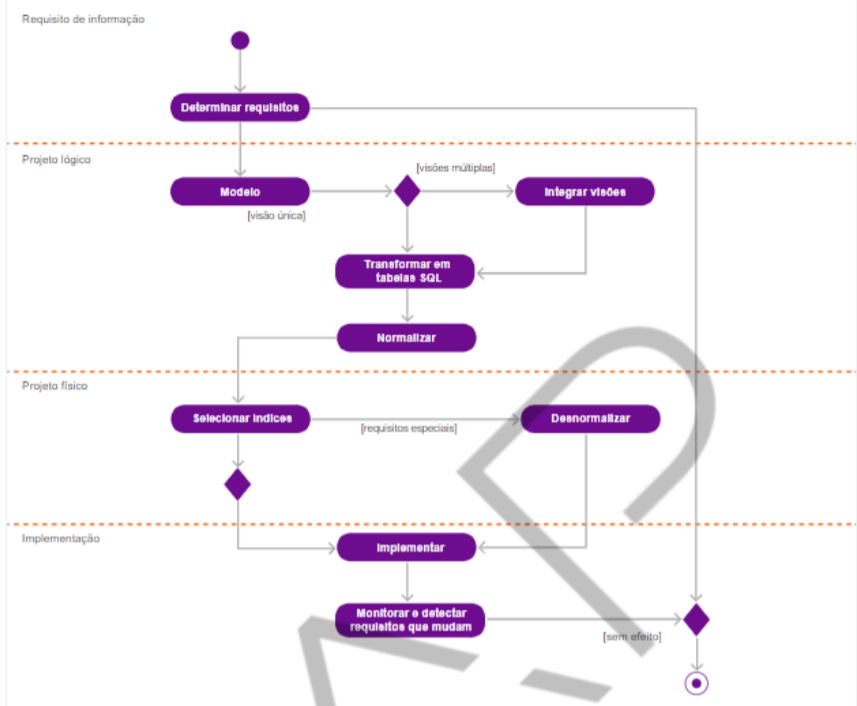 Requisito de informação
Determinar requisitos
Projeto lógico
[visões múltiplas]
Modelo
Integrar visões
[visão única]
Transformar em
tabelas SQL
Normalizar
Projeto físico
Selecionar índices
Desnormalizar
[requisitos especiais]
Implementação
Implementar
Monitorar e detectar
requisitos que mudam
[sem efeito]